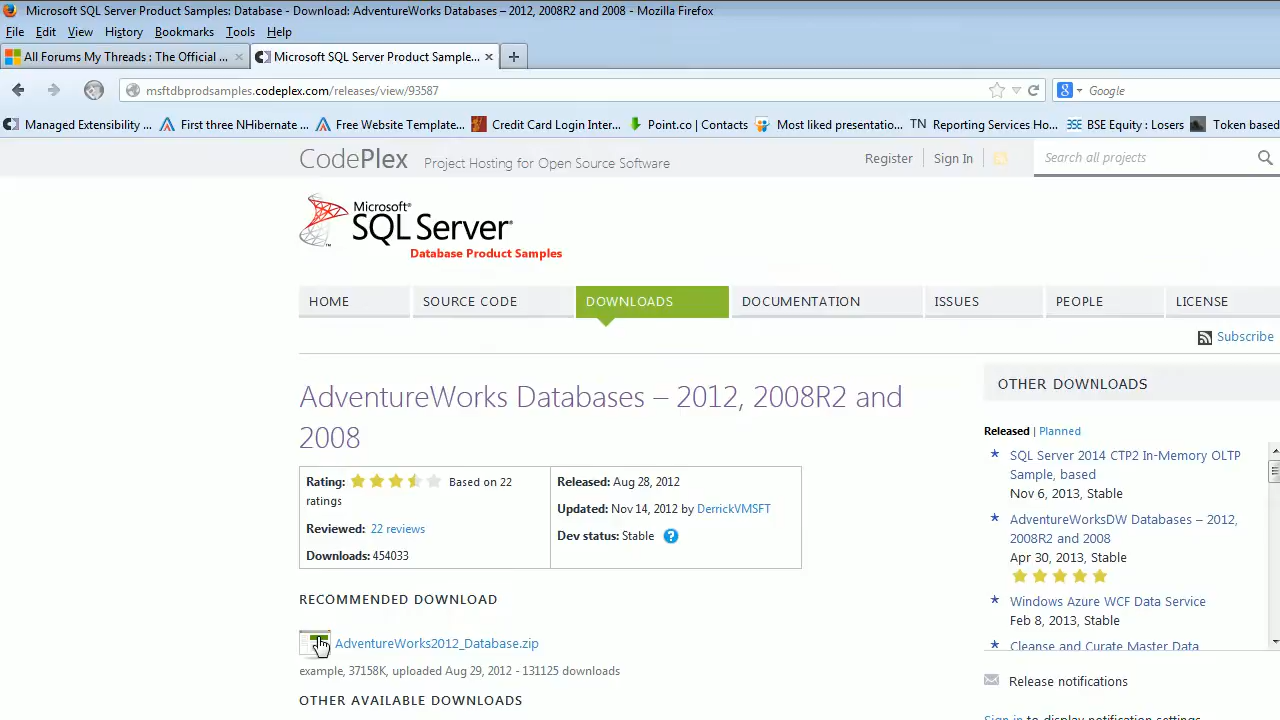 Microsoft SQL Server Product Samples: Database - Download: AdventureWorks Databases – 2012, 2008R2 and 2008 - Mozilla Firefox
File Edit View History Bookmarks Tools Help
All Forums My Threads : The Official ... Microsoft SQL Server Product Sample...
msftdbprodsamples.codeplex.com/releases/view/93587 Google
Managed Extensibility ... First three NHibernate ... Free Website Template... Credit Card Login Inter... Point.co | Contacts Most liked presentatio... TN Reporting Services Ho... BSE Equity : Losers Token based
CodePlex Project Hosting for Open Source Software Register Sign In Search all projects
Microsoft®
SQL Server®
Database Product Samples
HOME SOURCE CODE DOWNLOADS DOCUMENTATION ISSUES PEOPLE LICENSE
Subscribe
AdventureWorks Databases – 2012, 2008R2 and
2008
Rating: Based on 22
ratings
Reviewed: 22 reviews
Downloads: 454033
Released: Aug 28, 2012
Updated: Nov 14, 2012 by DerrickVMSFT
Dev status: Stable ?
RECOMMENDED DOWNLOAD
AdventureWorks2012_Database.zip
example, 37158K, uploaded Aug 29, 2012 - 131125 downloads
OTHER AVAILABLE DOWNLOADS
OTHER DOWNLOADS
Released | Planned
SQL Server 2014 CTP2 In-Memory OLTP
Sample, based
Nov 6, 2013, Stable
AdventureWorksDW Databases – 2012,
2008R2 and 2008
Apr 30, 2013, Stable
Windows Azure WCF Data Service
Feb 8, 2013, Stable
Cleanse and Curate Master Data
Release notifications
Sign in to display notification settings